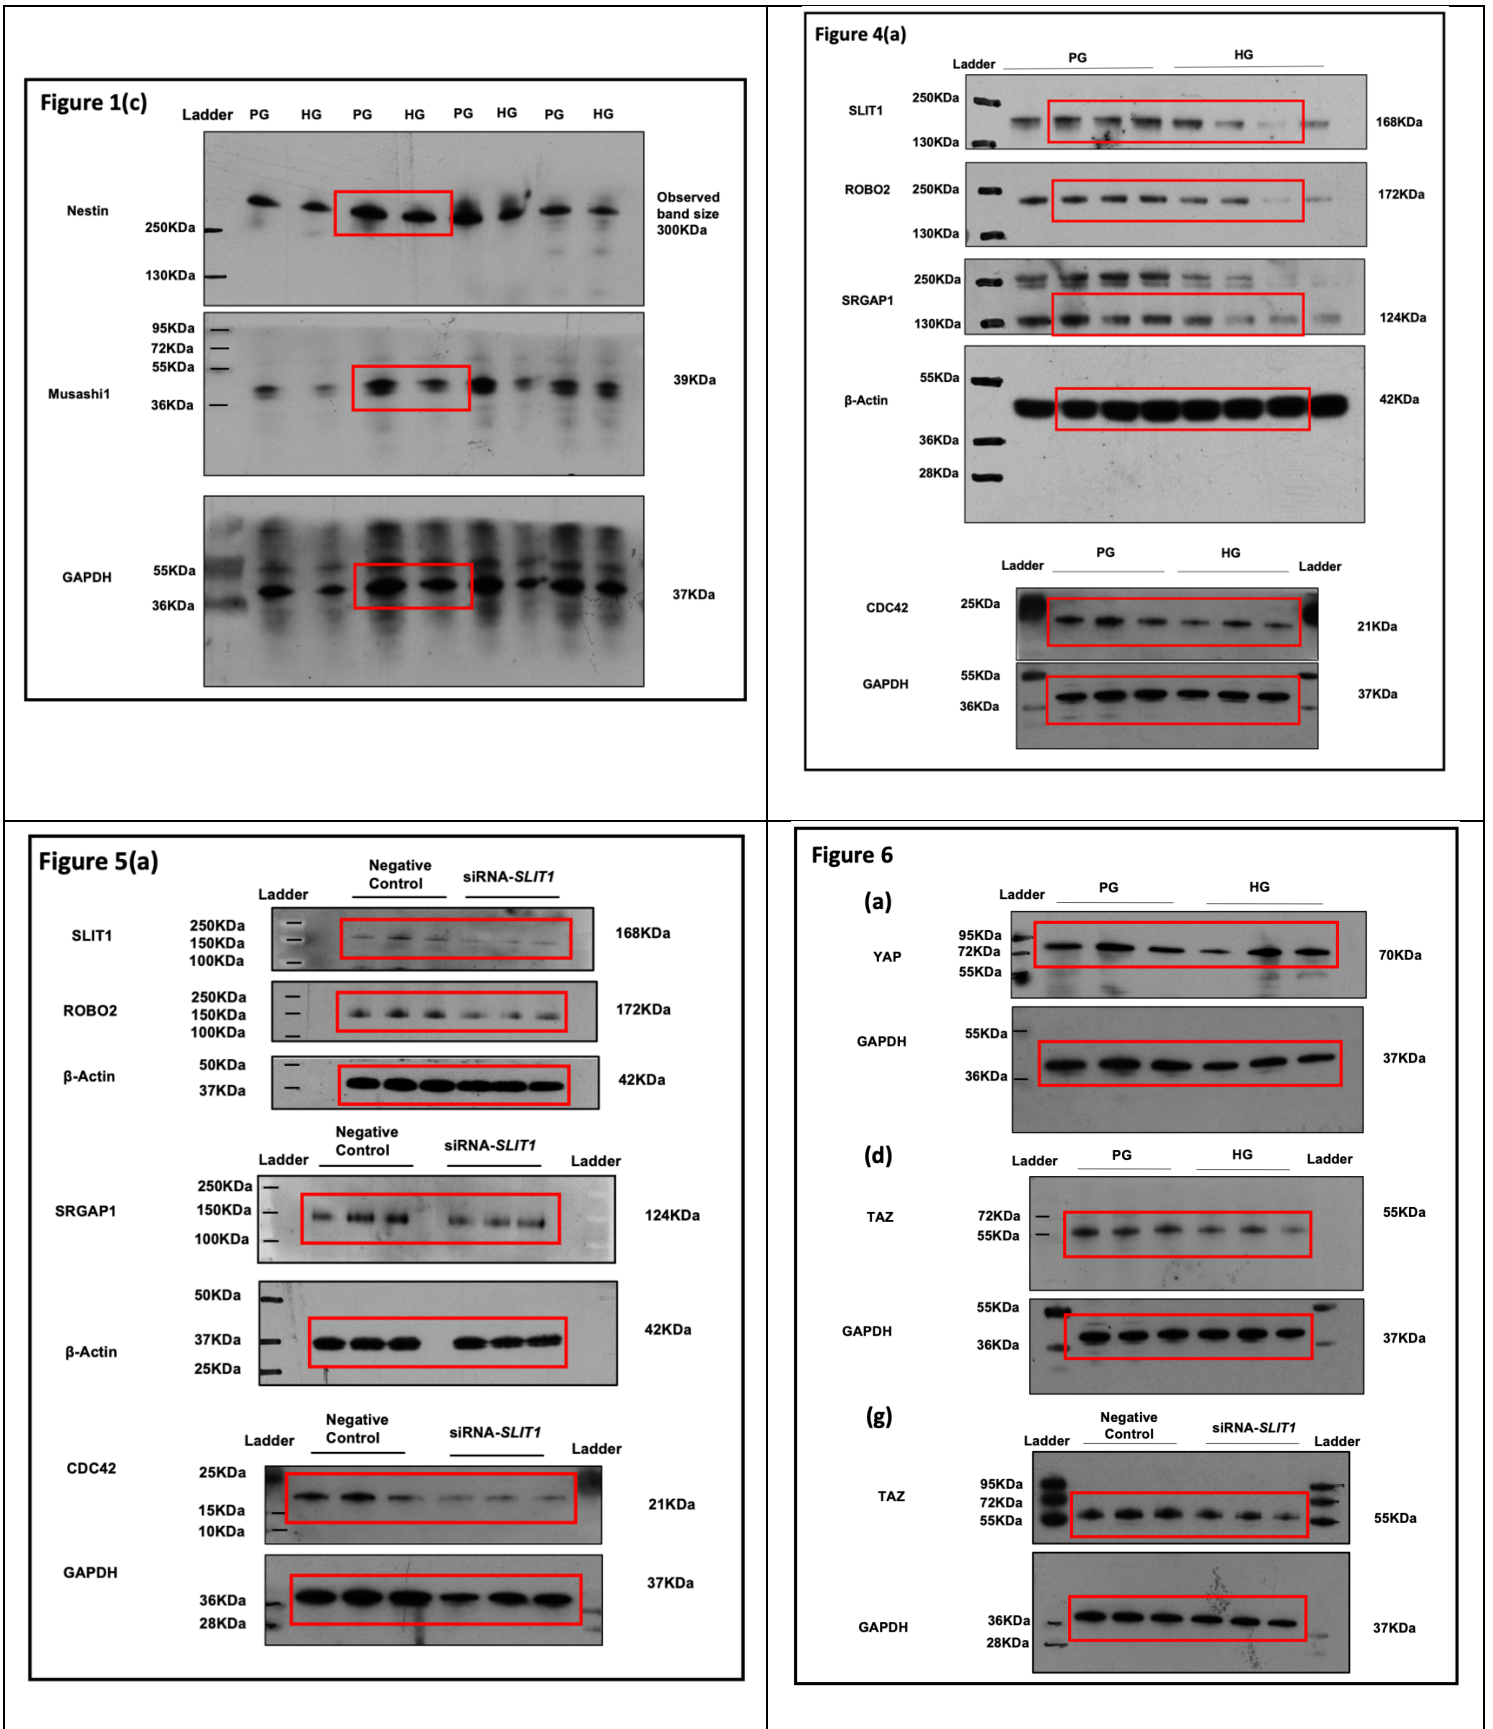 Figure 1(c)
Ladder PG HG PG HG PG HG PG HG
Nestin
250KDa
130KDa
Observed
band size
300KDa
95KDa
72KDa
55KDa
36KDa
Musashi1
39KDa
GAPDH
55KDa
36KDa
37KDa
Figure 4(a)
Ladder PG HG
SLIT1
250KDa
130KDa
168KDa
ROBO2
250KDa
130KDa
172KDa
SRGAP1
250KDa
130KDa
124KDa
β-Actin
55KDa
36KDa
28KDa
42KDa
Ladder PG HG Ladder
CDC42
25KDa
21KDa
GAPDH
55KDa
36KDa
37KDa
Figure 5(a)
Ladder
Negative
Control
siRNA-SLIT1
SLIT1
250KDa
150KDa
100KDa
168KDa
ROBO2
250KDa
150KDa
100KDa
172KDa
β-Actin
50KDa
37KDa
42KDa
Ladder
Negative
Control
siRNA-SLIT1
Ladder
SRGAP1
250KDa
150KDa
100KDa
124KDa
β-Actin
50KDa
37KDa
25KDa
42KDa
Ladder
Negative
Control
siRNA-SLIT1
Ladder
CDC42
25KDa
15KDa
10KDa
21KDa
GAPDH
36KDa
28KDa
37KDa
Figure 6
(a)
Ladder PG HG
YAP
95KDa
72KDa
55KDa
70KDa
GAPDH
55KDa
36KDa
37KDa
(d)
Ladder PG HG Ladder
TAZ
72KDa
55KDa
55KDa
GAPDH
55KDa
36KDa
37KDa
(g)
Ladder
Negative
Control
siRNA-SLIT1
Ladder
TAZ
95KDa
72KDa
55KDa
55KDa
GAPDH
36KDa
28KDa
37KDa